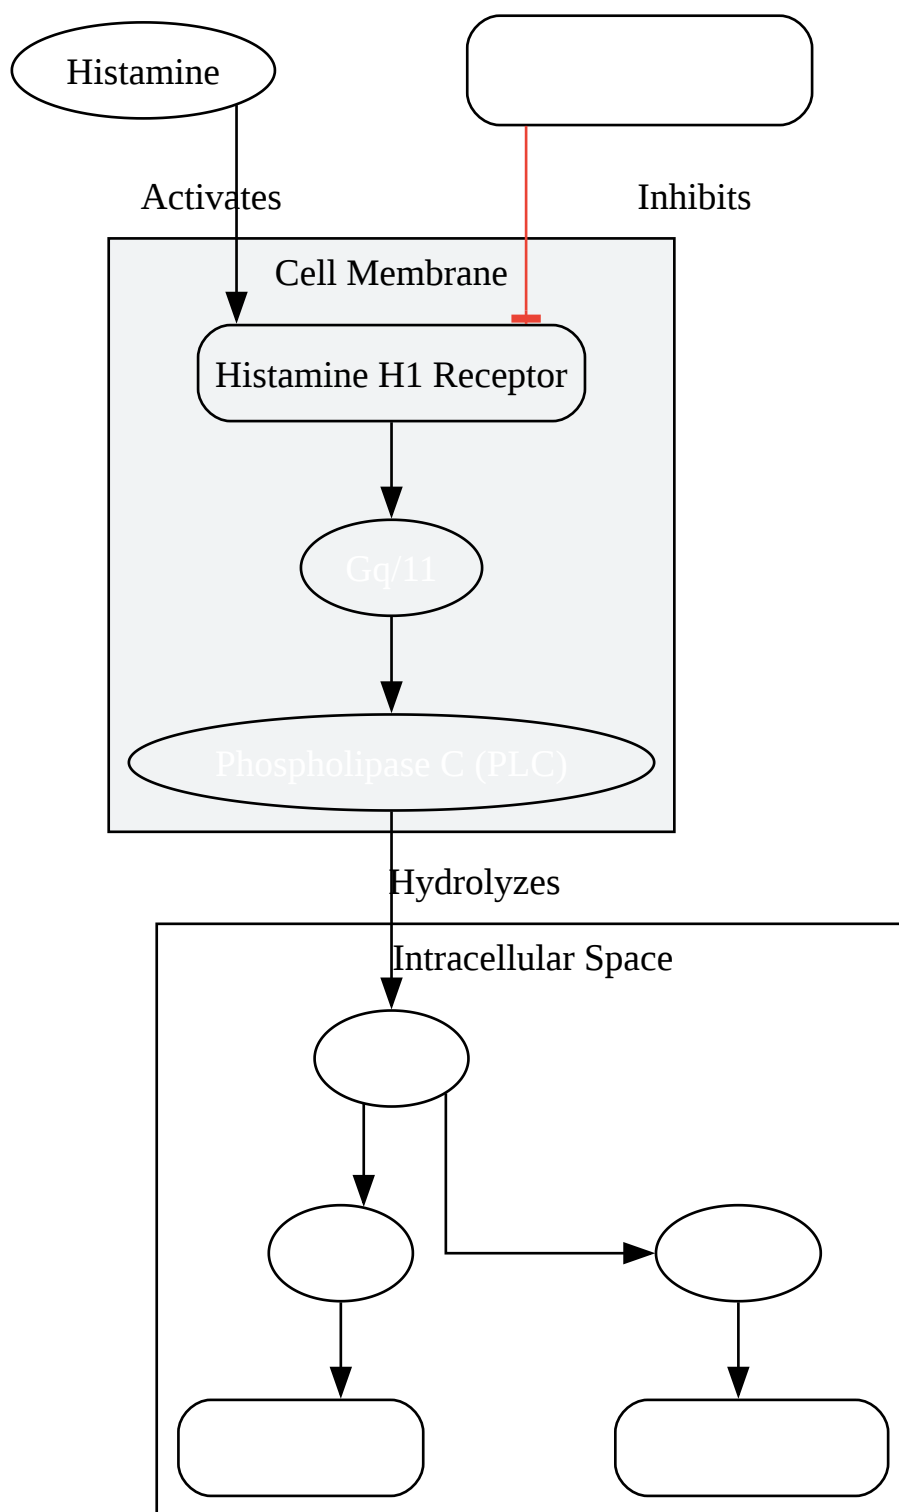 Histamine
Activates
Inhibits
Cell Membrane
Histamine H1 Receptor
Gq/11
Phospholipase C (PLC)
Hydrolyzes
Intracellular Space